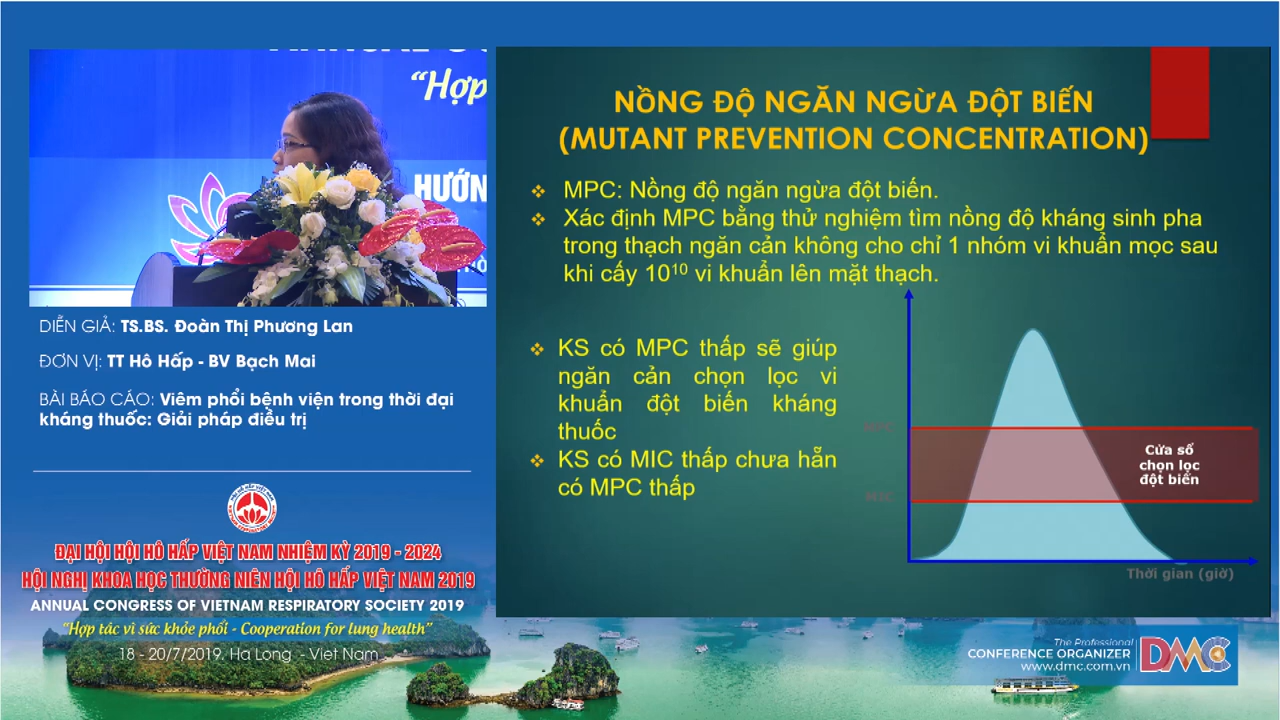 “Hợp
HƯỚN
DIỄN GIẢ: TS.BS. Đoàn Thị Phương Lan
ĐƠN VỊ: TT Hô Hấp - BV Bạch Mai
BÀI BÁO CÁO: Viêm phổi bệnh viện trong thời đại
kháng thuốc: Giải pháp điều trị
ĐẠI HỘI HỘI HÔ HẤP VIỆT NAM NHIỆM KỲ 2019 - 2024
HỘI NGHỊ KHOA HỌC THƯỜNG NIÊN HỘI HÔ HẤP VIỆT NAM 2019
ANNUAL CONGRESS OF VIETNAM RESPIRATORY SOCIETY 2019
“Hợp tác vì sức khỏe phổi - Cooperation for lung health”
18 - 20/7/2019. Ha Long - Viet Nam
NỒNG ĐỘ NGĂN NGỪA ĐỘT BIẾN
(MUTANT PREVENTION CONCENTRATION)
❖ MPC: Nồng độ ngăn ngừa đột biến.
❖ Xác định MPC bằng thử nghiệm tìm nồng độ kháng sinh pha
trong thạch ngăn cản không cho chỉ 1 nhóm vi khuẩn mọc sau
khi cấy 10¹⁰ vi khuẩn lên mặt thạch.
❖ KS có MPC thấp sẽ giúp
ngăn cản chọn lọc vi
khuẩn đột biến kháng
thuốc
❖ KS có MIC thấp chưa hẵn
có MPC thấp
MPC
MIC
Cửa sổ
chọn lọc
đột biến
Thời gian (giờ)
The Professional
CONFERENCE ORGANIZER
www.dmc.com.vn
DMC